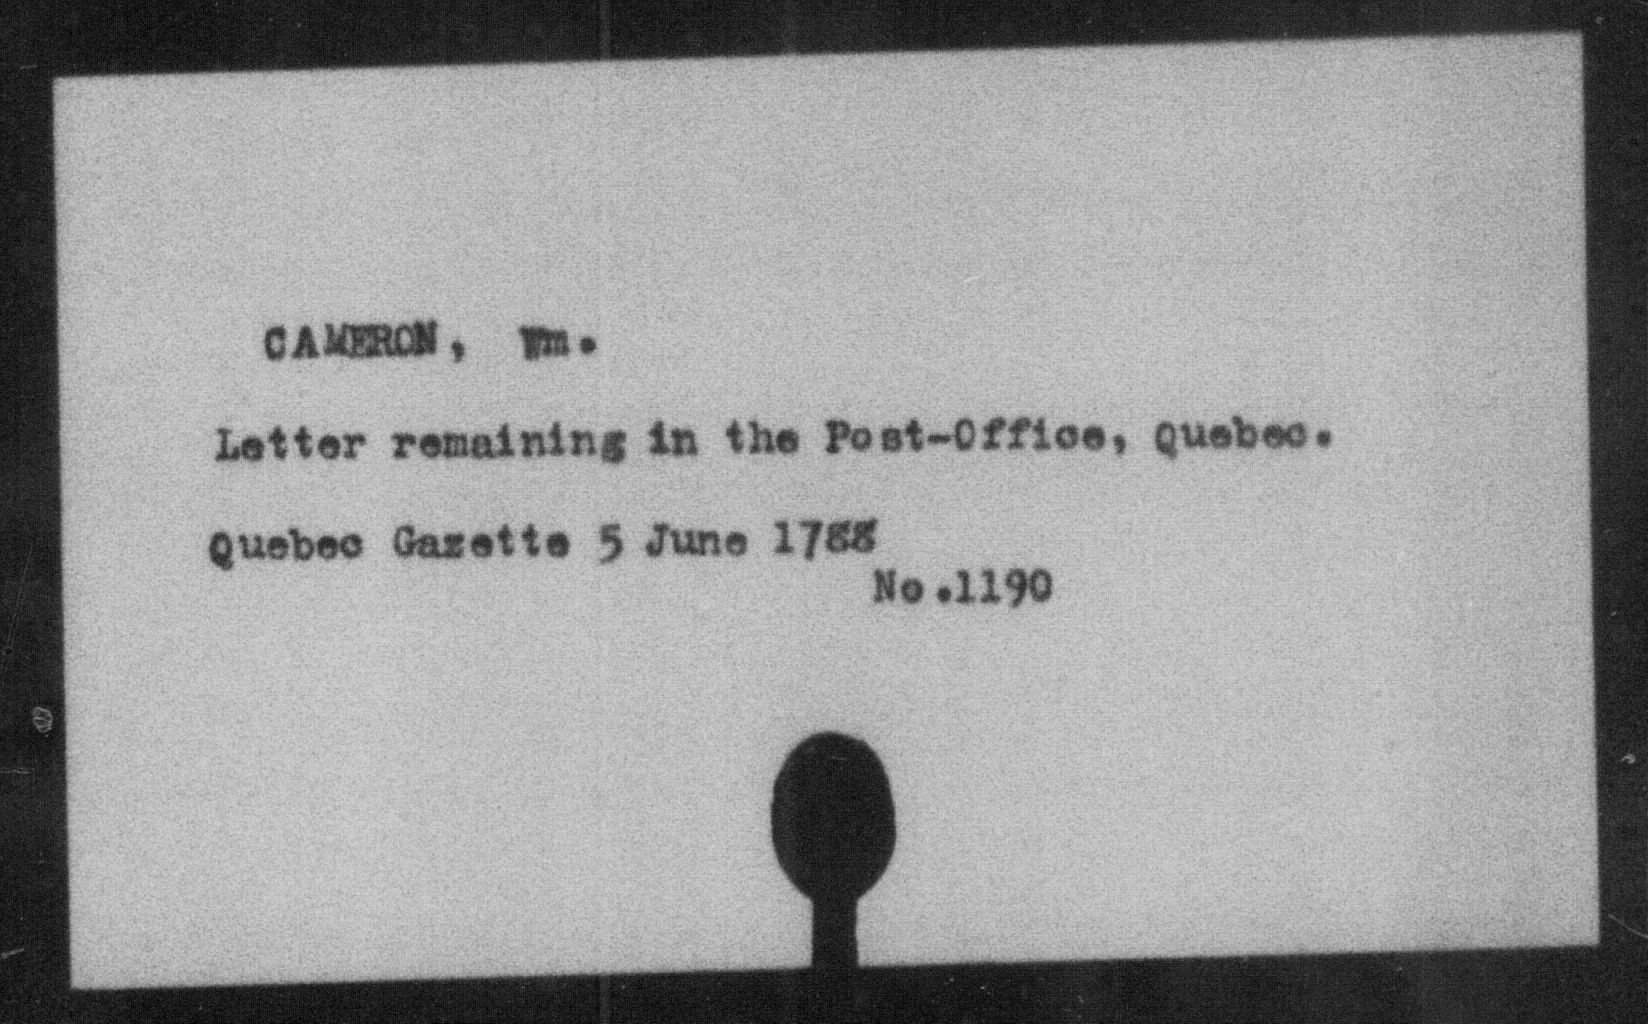 CAMERON, Wm.
Letter remaining in the Post-Office, Quebec.
Quebec Gazette 5 June 1788
No.1190